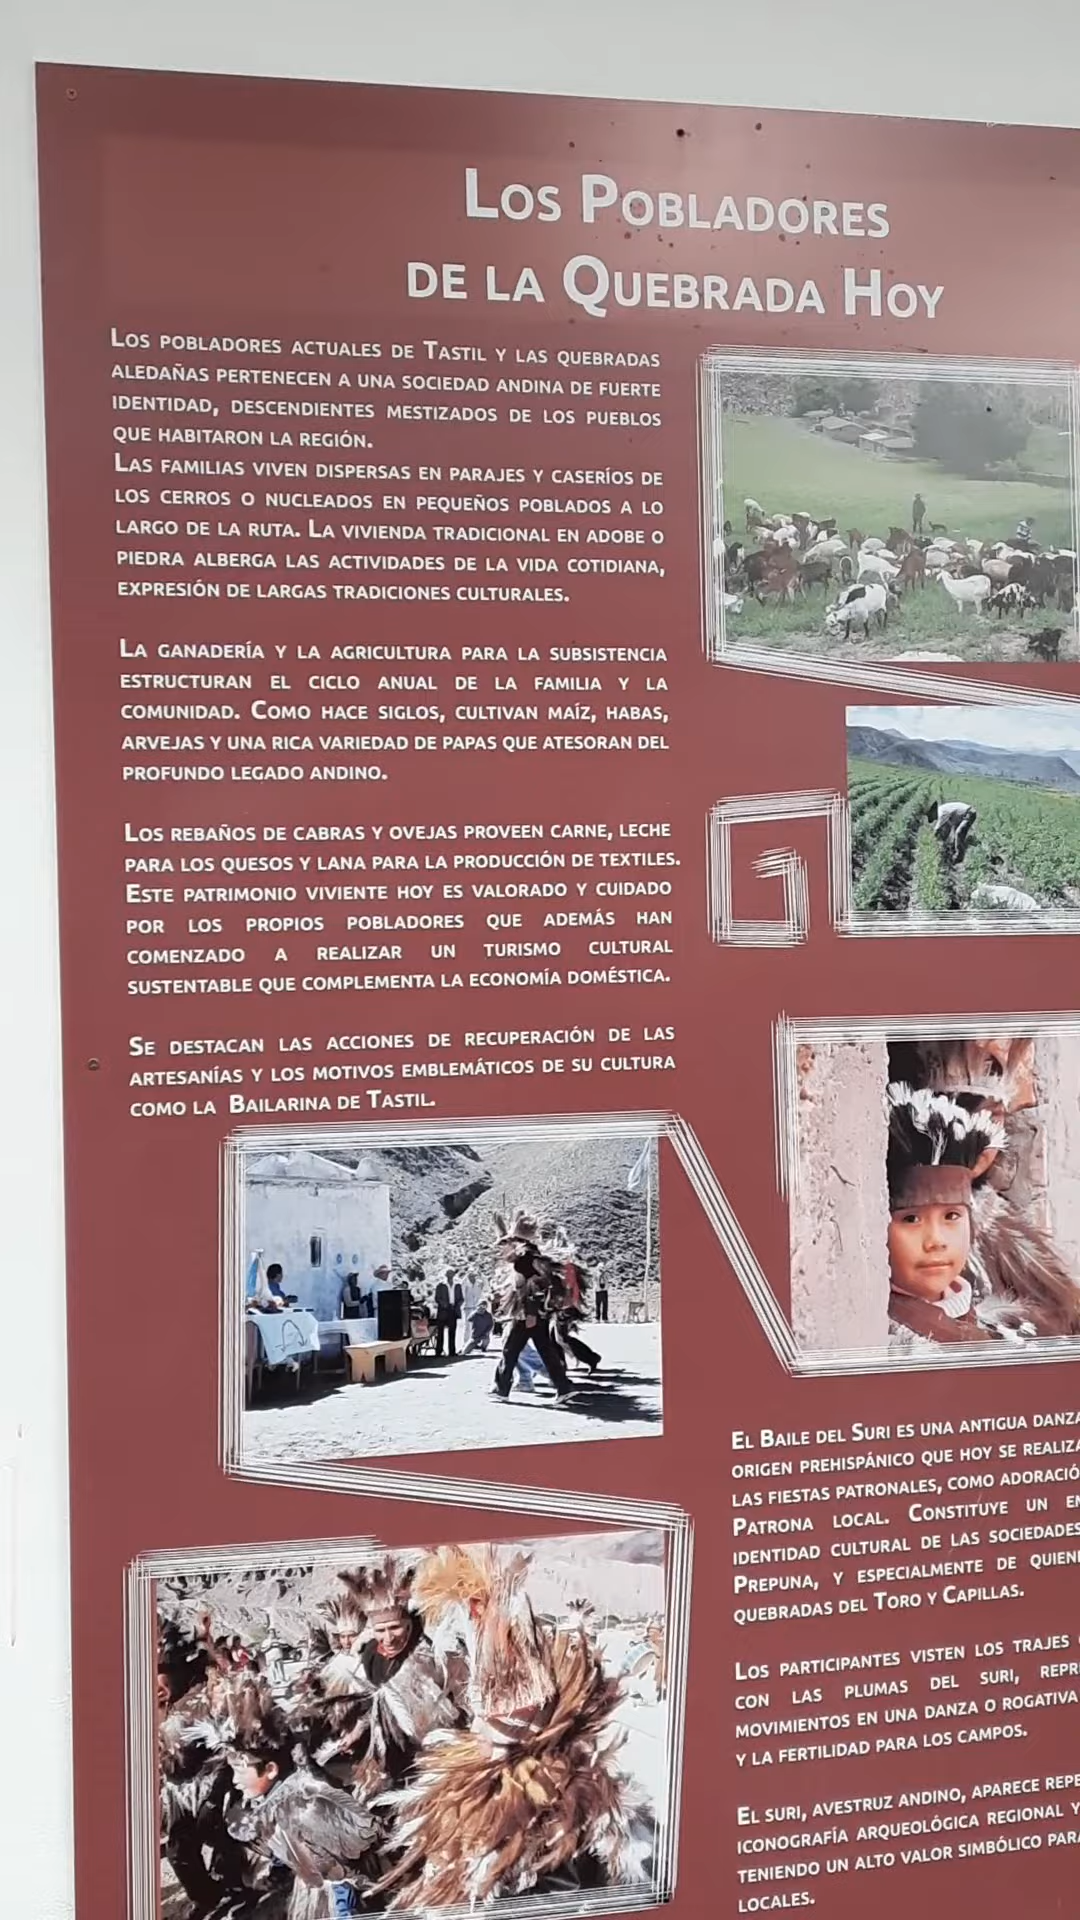 Los Pobladores
de la Quebrada Hoy
Los pobladores actuales de Tastil y las quebradas
aledañas pertenecen a una sociedad andina de fuerte
identidad, descendientes mestizados de los pueblos
que habitaron la región.
Las familias viven dispersas en parajes y caseríos de
los cerros o nucleados en pequeños poblados a lo
largo de la ruta. La vivienda tradicional en adobe o
piedra alberga las actividades de la vida cotidiana,
expresión de largas tradiciones culturales.
La ganadería y la agricultura para la subsistencia
estructuran el ciclo anual de la familia y la
comunidad. Como hace siglos, cultivan maíz, habas,
arvejas y una rica variedad de papas que atesoran del
profundo legado andino.
Los rebaños de cabras y ovejas proveen carne, leche
para los quesos y lana para la producción de textiles.
Este patrimonio viviente hoy es valorado y cuidado
por los propios pobladores que además han
comenzado a realizar un turismo cultural
sustentable que complementa la economía doméstica.
Se destacan las acciones de recuperación de las
artesanías y los motivos emblemáticos de su cultura
como la Bailarina de Tastil.
El Baile del Suri es una antigua danza
origen prehispánico que hoy se realiza
las fiestas patronales, como
Patrona local. Constituye un
identidad cultural de las sociedades
Prepuna, y especialmente de
quebradas del Toro y Capillas.
Los participantes visten los trajes
con las plumas del suri,
movimientos en una danza o rogativa
y la fertilidad para los campos.
El suri, avestruz andino, aparece
iconografía arqueológica regional y
teniendo un alto valor simbólico
locales.